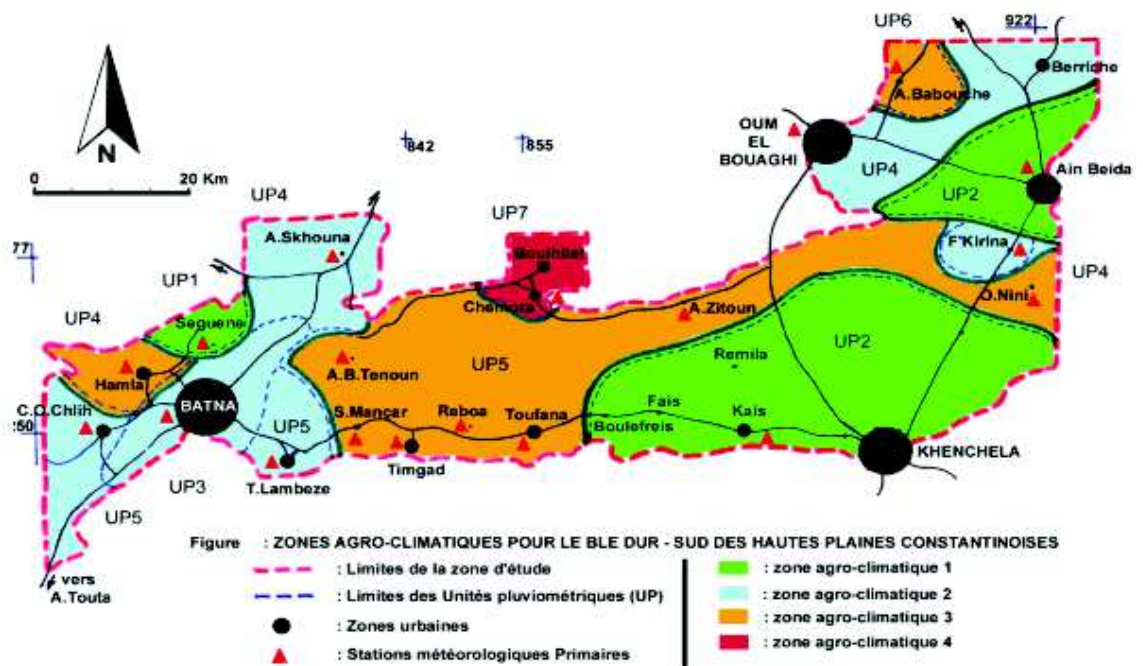 UP6
922
Berriche
A.Babouche
OUM
EL
BOUAGHI
842
855
N
0 20 Km
UP4
Ain Beida
UP4
UP7
UP2
A.Skhouna
F'Kirina
77
Boulhilet
UP4
UP1
Chemora
O.Nini
A.Zitoun
UP4
Seguene
UP2
Remila
UP5
A.B.Tenoun
Hamla
C.O.Chlih
BATNA
S.Mançar
Raboa
Toufana
Fais
Kais
:50
UP5
Boulefreis
KHENCHELA
Timgad
UP3
T.Lambeze
UP5
Figure : ZONES AGRO-CLIMATIQUES POUR LE BLE DUR - SUD DES HAUTES PLAINES CONSTANTINOISES
: Limites de la zone d'étude
: zone agro-climatique 1
vers
A.Touta
: Limites des Unités pluviométriques (UP)
: zone agro-climatique 2
: Zones urbaines
: zone agro-climatique 3
: Stations météorologiques Primaires
: zone agro-climatique 4